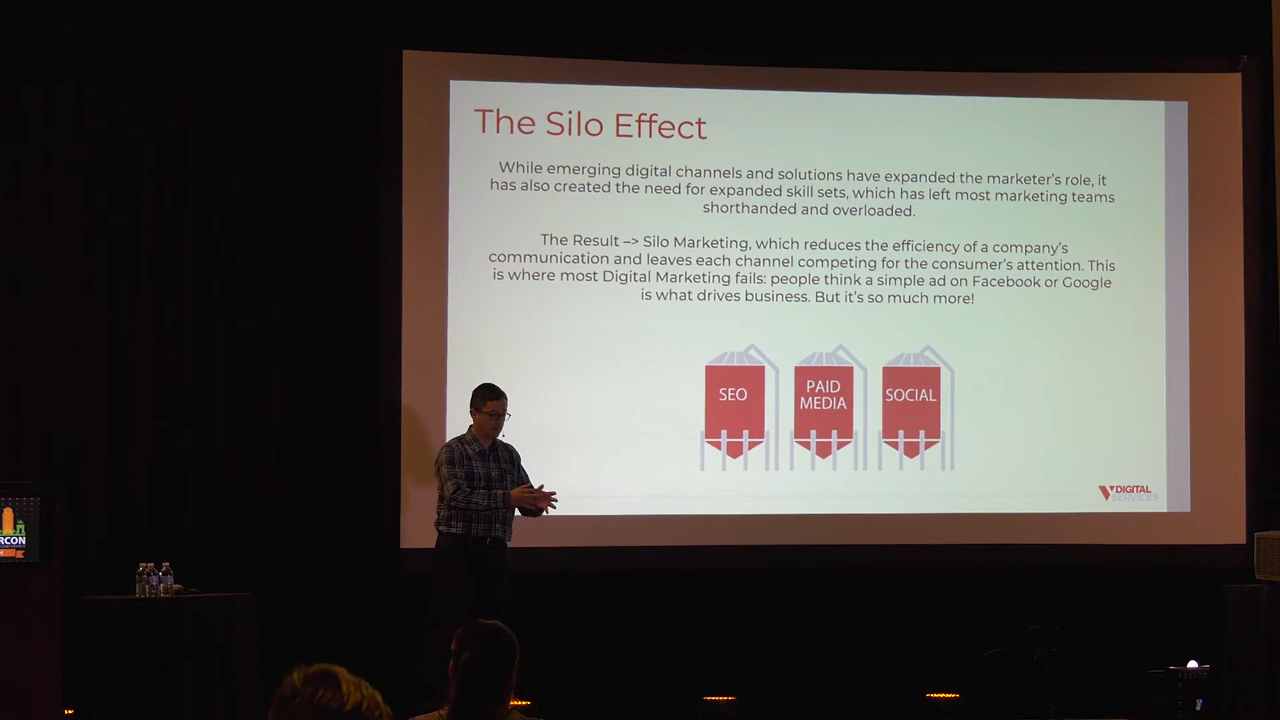 The Silo Effect
While emerging digital channels and solutions have expanded the marketer's role, it
has also created the need for expanded skill sets, which has left most marketing teams
shorthanded and overloaded.
The Result –> Silo Marketing, which reduces the efficiency of a company's
communication and leaves each channel competing for the consumer's attention. This
is where most Digital Marketing fails: people think a simple ad on Facebook or Google
is what drives business. But it's so much more!
SEO
PAID
MEDIA
SOCIAL
DIGITAL
SERVICES
RCON